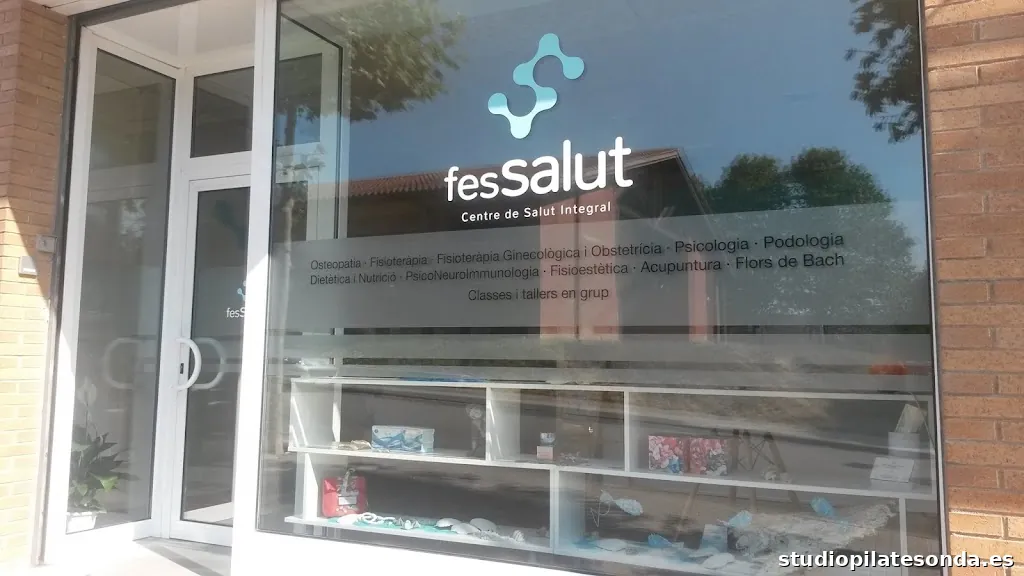 fesSalut
Centre de Salut Integral
Osteopatia · Fisioteràpia · Fisioteràpia Ginecològica i Obstetrícia · Psicologia · Podologia
Dietètica i Nutrició · PsicoNeuroImmunologia · Fisioestètica · Acupuntura · Flors de Bach
Classes i tallers en grup
fesS
studiopilatesonda.es